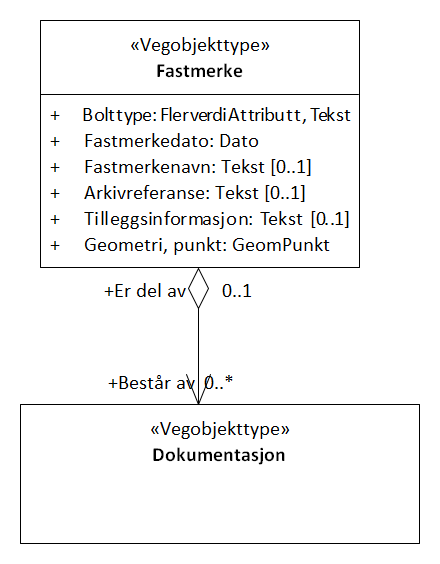 «Vegobjekttype»
Fastmerke
+ Bolttype: FlerverdiAttributt, Tekst
+ Fastmerkedato: Dato
+ Fastmerkenavn: Tekst [0..1]
+ Arkivreferanse: Tekst [0..1]
+ Tilleggsinformasjon: Tekst [0..1]
+ Geometri, punkt: GeomPunkt
+Er del av 0..1
+Består av 0..*
«Vegobjekttype»
Dokumentasjon